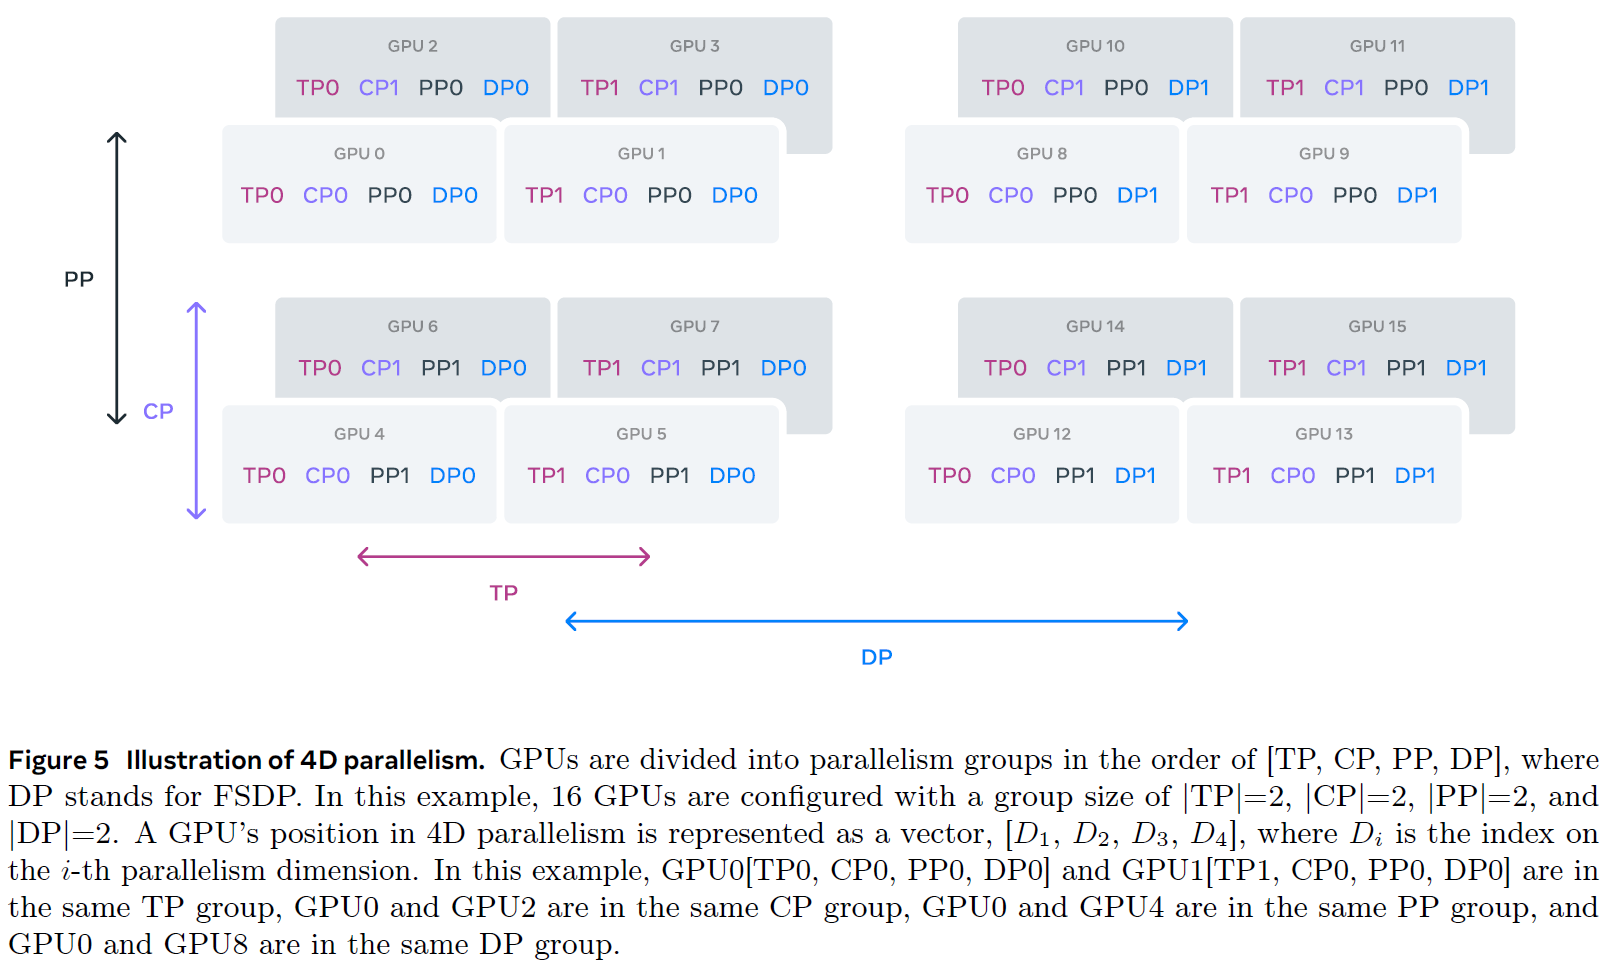 GPU 2 GPU 3 GPU 10 GPU 11
TP0 CP1 PP0 DP0 TP1 CP1 PP0 DP0 TP0 CP1 PP0 DP1 TP1 CP1 PP0 DP1
GPU 0 GPU 1 GPU 8 GPU 9
TP0 CP0 PP0 DP0 TP1 CP0 PP0 DP0 TP0 CP0 PP0 DP1 TP1 CP0 PP0 DP1
PP
GPU 6 GPU 7 GPU 14 GPU 15
TP0 CP1 PP1 DP0 TP1 CP1 PP1 DP0 TP0 CP1 PP1 DP1 TP1 CP1 PP1 DP1
CP
GPU 4 GPU 5 GPU 12 GPU 13
TP0 CP0 PP1 DP0 TP1 CP0 PP1 DP0 TP0 CP0 PP1 DP1 TP1 CP0 PP1 DP1
TP
DP
Figure 5 Illustration of 4D parallelism. GPUs are divided into parallelism groups in the order of [TP, CP, PP, DP], where
DP stands for FSDP. In this example, 16 GPUs are configured with a group size of |TP|=2, |CP|=2, |PP|=2, and
|DP|=2. A GPU's position in 4D parallelism is represented as a vector, [D₁, D₂, D₃, D₄], where Dᵢ is the index on
the i-th parallelism dimension. In this example, GPU0[TP0, CP0, PP0, DP0] and GPU1[TP1, CP0, PP0, DP0] are in
the same TP group, GPU0 and GPU2 are in the same CP group, GPU0 and GPU4 are in the same PP group, and
GPU0 and GPU8 are in the same DP group.